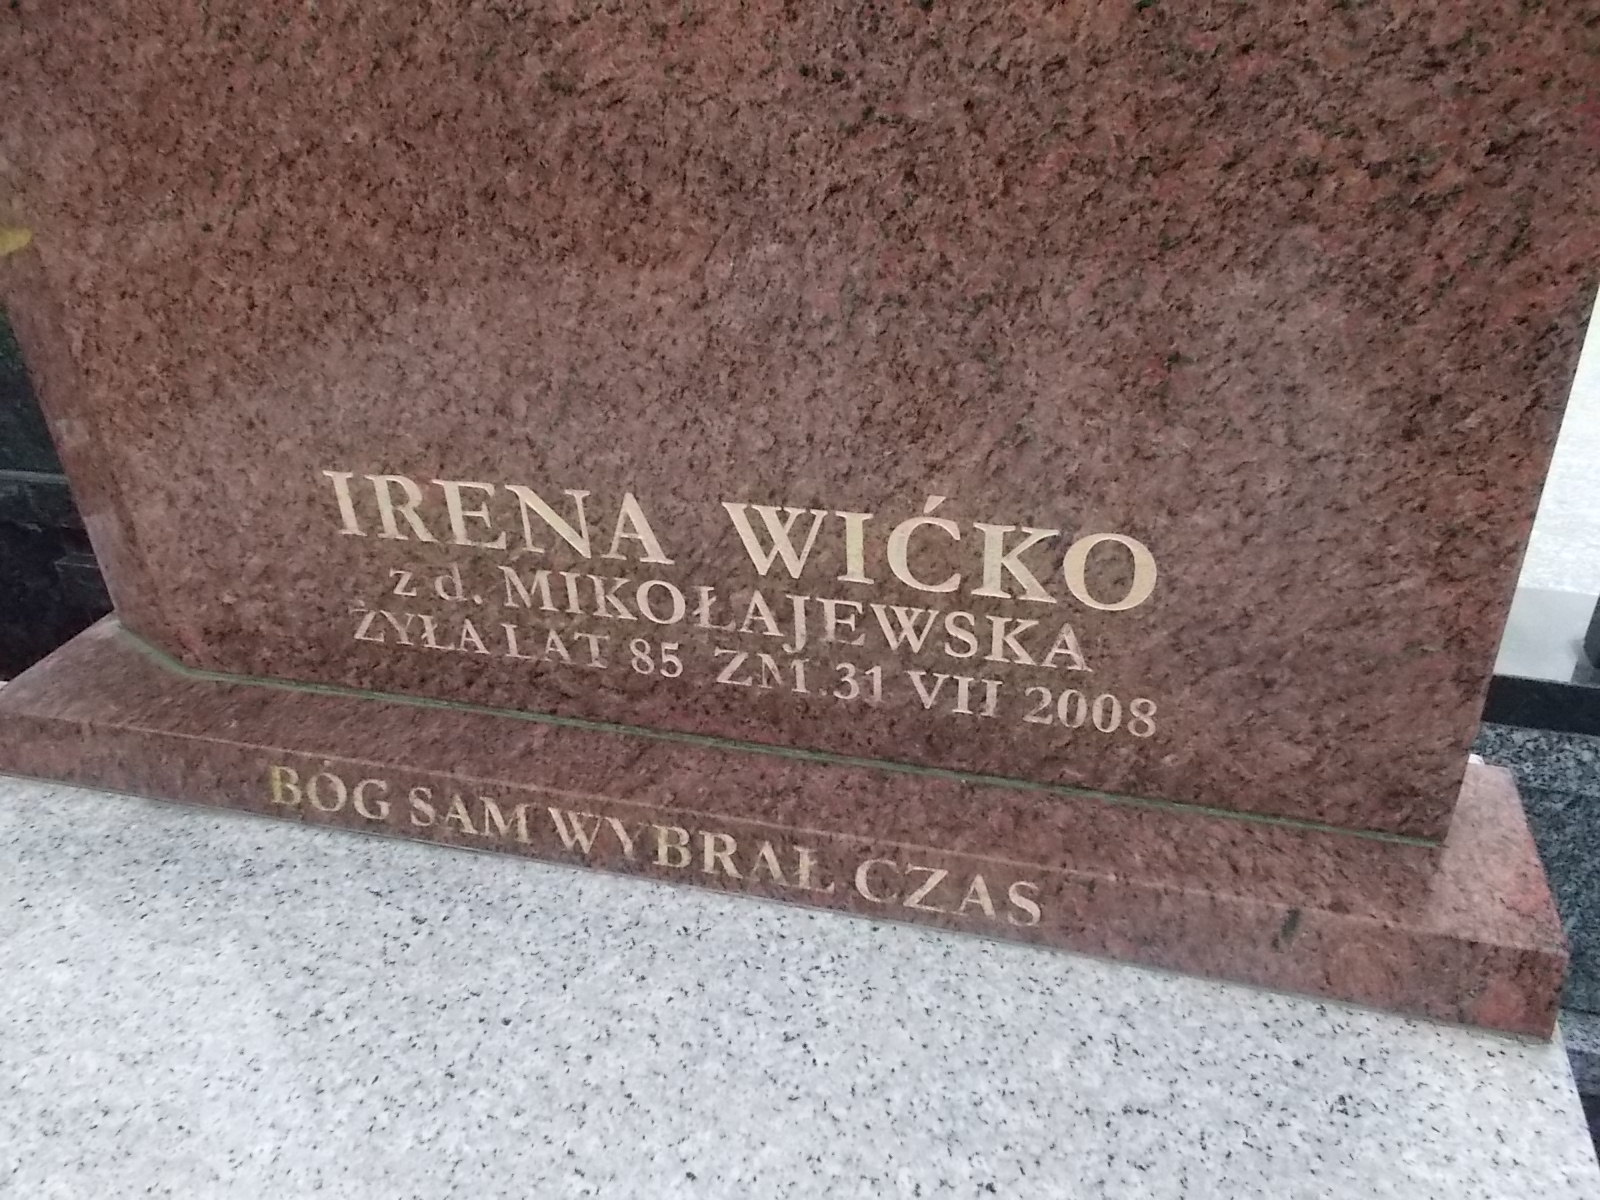 IRENA WIĆKO
z d. MIKOŁAJEWSKA
ŻYŁA LAT 85 ZM. 31 VII 2008
BÓG SAM WYBRAŁ CZAS